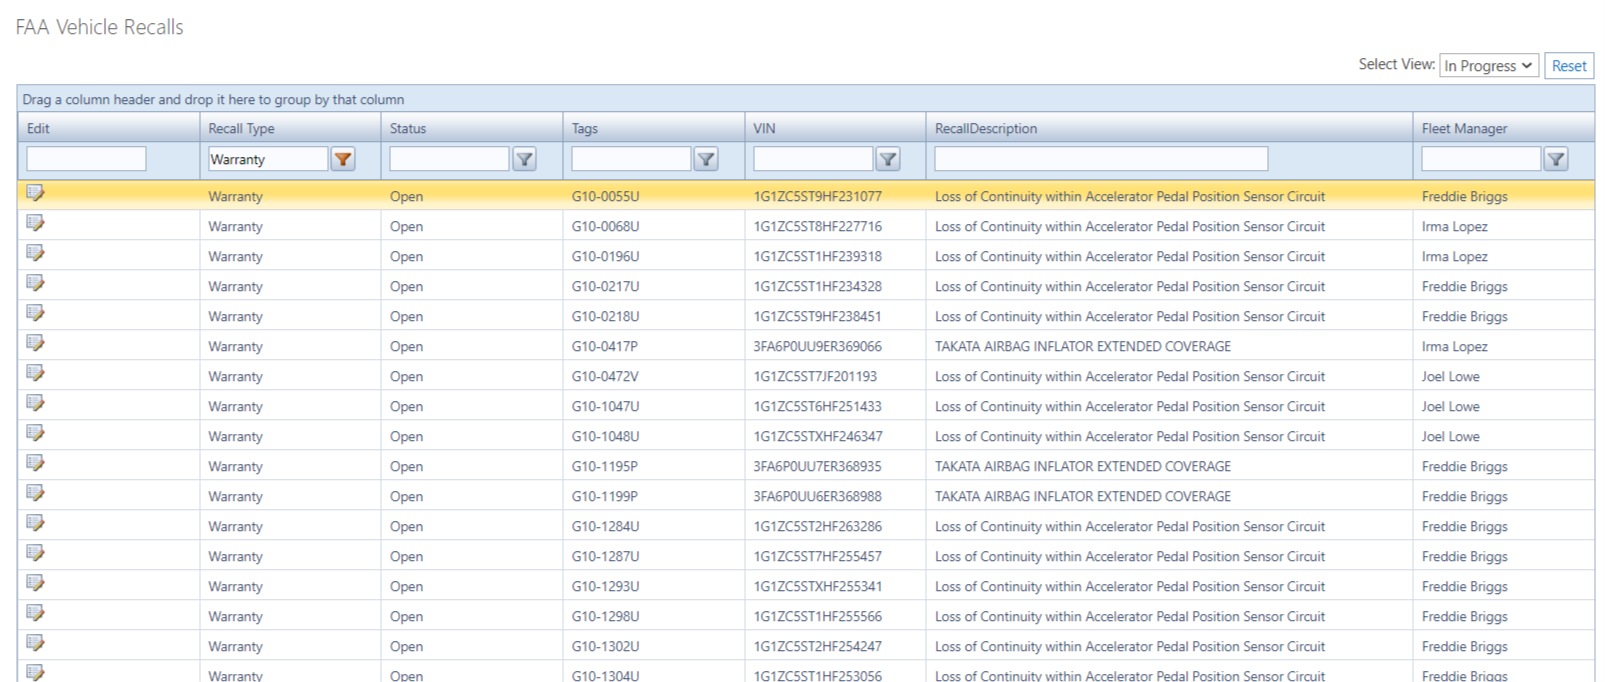 FAA Vehicle Recalls
Select View: In Progress Reset
Drag a column header and drop it here to group by that column
Edit Recall Type Status Tags VIN RecallDescription Fleet Manager
Warranty
Warranty Open G10-0055U 1G1ZC5ST9HF231077 Loss of Continuity within Accelerator Pedal Position Sensor Circuit Freddie Briggs
Warranty Open G10-0068U 1G1ZC5ST8HF227716 Loss of Continuity within Accelerator Pedal Position Sensor Circuit Irma Lopez
Warranty Open G10-0196U 1G1ZC5ST1HF239318 Loss of Continuity within Accelerator Pedal Position Sensor Circuit Irma Lopez
Warranty Open G10-0217U 1G1ZC5ST1HF234328 Loss of Continuity within Accelerator Pedal Position Sensor Circuit Freddie Briggs
Warranty Open G10-0218U 1G1ZC5ST9HF238451 Loss of Continuity within Accelerator Pedal Position Sensor Circuit Freddie Briggs
Warranty Open G10-0417P 3FA6P0UU9ER369066 TAKATA AIRBAG INFLATOR EXTENDED COVERAGE Irma Lopez
Warranty Open G10-0472V 1G1ZC5ST7JF201193 Loss of Continuity within Accelerator Pedal Position Sensor Circuit Joel Lowe
Warranty Open G10-1047U 1G1ZC5ST6HF251433 Loss of Continuity within Accelerator Pedal Position Sensor Circuit Joel Lowe
Warranty Open G10-1048U 1G1ZC5STXHF246347 Loss of Continuity within Accelerator Pedal Position Sensor Circuit Joel Lowe
Warranty Open G10-1195P 3FA6P0UU7ER368935 TAKATA AIRBAG INFLATOR EXTENDED COVERAGE Freddie Briggs
Warranty Open G10-1199P 3FA6P0UU6ER368988 TAKATA AIRBAG INFLATOR EXTENDED COVERAGE Freddie Briggs
Warranty Open G10-1284U 1G1ZC5ST2HF263286 Loss of Continuity within Accelerator Pedal Position Sensor Circuit Freddie Briggs
Warranty Open G10-1287U 1G1ZC5ST7HF255457 Loss of Continuity within Accelerator Pedal Position Sensor Circuit Freddie Briggs
Warranty Open G10-1293U 1G1ZC5STXHF255341 Loss of Continuity within Accelerator Pedal Position Sensor Circuit Freddie Briggs
Warranty Open G10-1298U 1G1ZC5ST1HF255566 Loss of Continuity within Accelerator Pedal Position Sensor Circuit Freddie Briggs
Warranty Open G10-1302U 1G1ZC5ST2HF254247 Loss of Continuity within Accelerator Pedal Position Sensor Circuit Freddie Briggs
Warranty Open G10-1304U 1G1ZC5ST1HF253056 Loss of Continuity within Accelerator Pedal Position Sensor Circuit Freddie Briggs